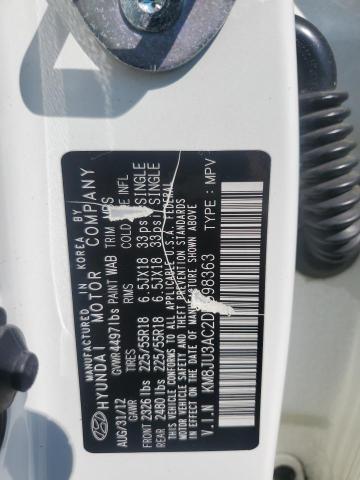 MANUFACTURED IN KOREA BY
HYUNDAI MOTOR COMPANY
AUG/31/12 GVWR 4497lbs PAINT WAB TRIM
GAWR TIRES RIMS COLD INFL
FRONT 2326 lbs 225/55R18 6.5JX18 33psi SINGLE
REAR 2480 lbs 225/55R18 6.5JX18 33psi SINGLE
THIS VEHICLE CONFORMS TO ALL APPLICABLE U.S.A. FEDERAL
MOTOR VEHICLE SAFETY AND THEFT PREVENTION STANDARDS
IN EFFECT ON THE DATE OF MANUFACTURE SHOWN ABOVE.
V.I.N KM8JU3AC2D 98363 TYPE: MPV